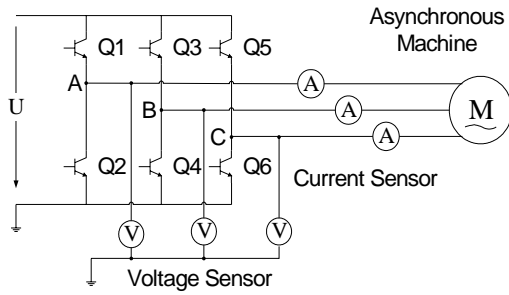 Asynchronous
Machine
Q1
Q3
Q5
A
A
U
B
A
M
C
A
Q2
Q4
Q6
Current Sensor
V
V
V
Voltage Sensor